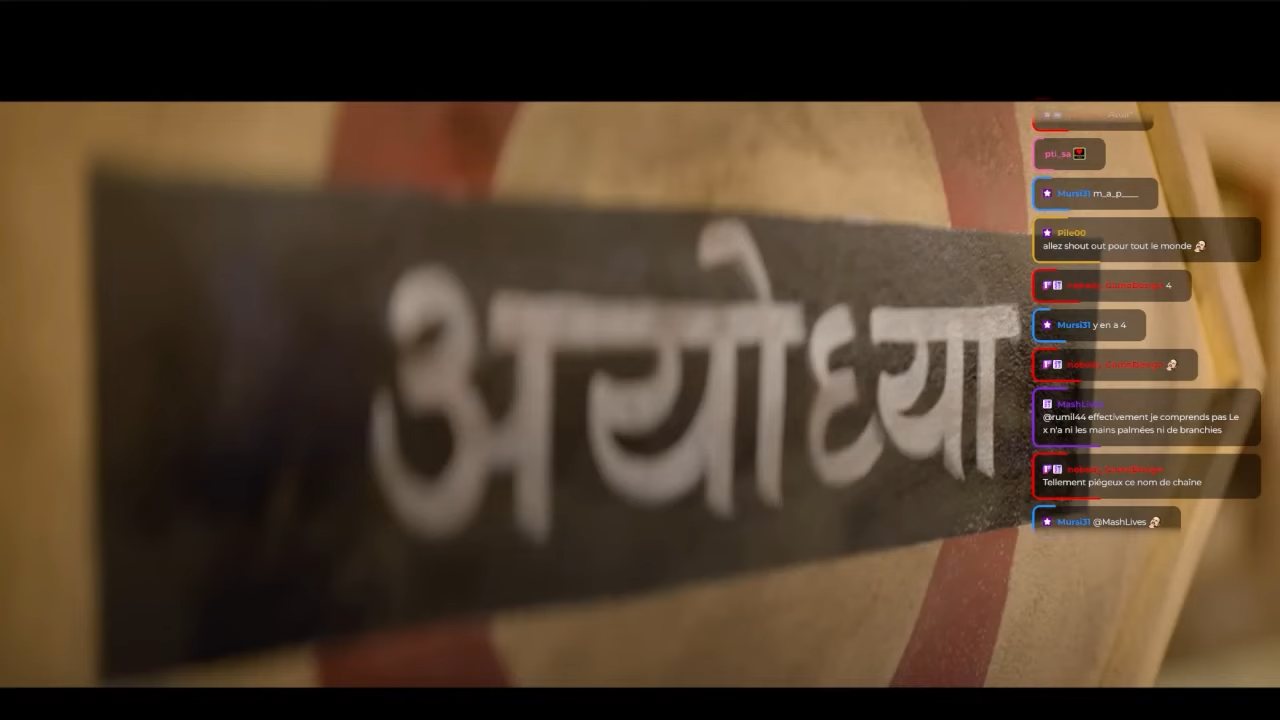 अयोध्या
pti_sa
Mursi31 m_a_p____
Pile00
allez shout out pour tout le monde
4
Mursi31 y en a 4
MashLives
@rumil44 effectivement je comprends pas Le
x n'a ni les mains palmées ni de branchies
Tellement piégeux ce nom de chaîne
Mursi31 @MashLives